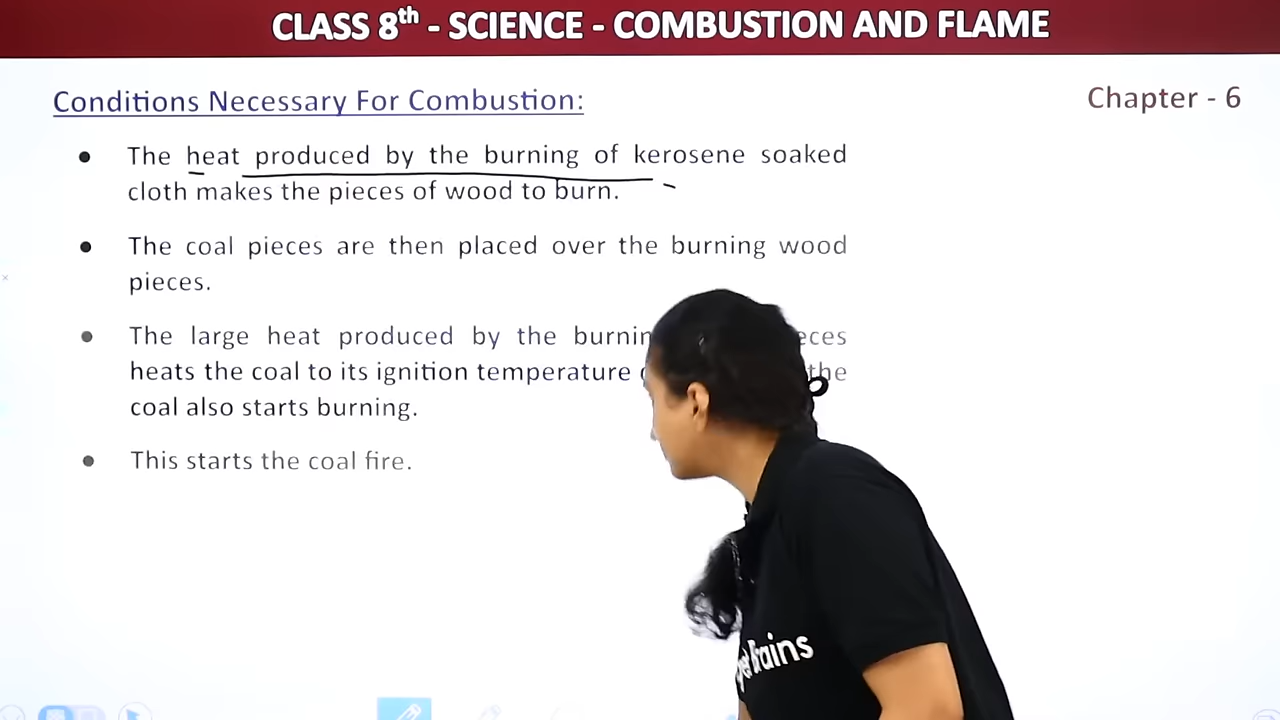 CLASS 8th - SCIENCE - COMBUSTION AND FLAME
Conditions Necessary For Combustion:
Chapter - 6
● The heat produced by the burning of kerosene soaked
cloth makes the pieces of wood to burn.
● The coal pieces are then placed over the burning wood
pieces.
● The large heat produced by the
heats the coal to its ignition temperature the
coal also starts burning.
● This starts the coal fire.